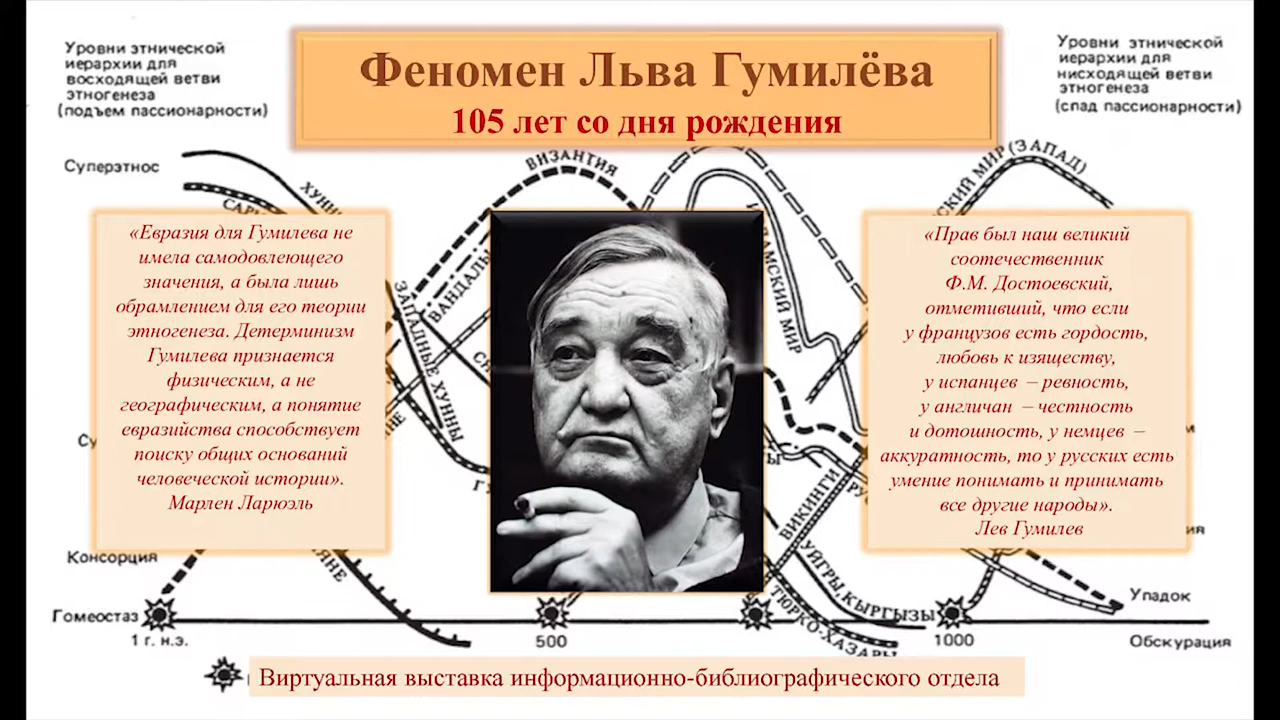 Уровни этнической
иерархии для
восходящей ветви
этногенеза
(подъем пассионарности)
Феномен Льва Гумилёва
105 лет со дня рождения
Уровни этнической
иерархии для
нисходящей ветви
этногенеза
(спад пассионарности)
Суперэтнос
ВИЗАНТИЯ
СКИЙ МИР (ЗАПАД)
«Евразия для Гумилева не
имела самодовлеющего
значения, а была лишь
обрамлением для его теории
этногенеза. Детерминизм
Гумилева признается
физическим, а не
географическим, а понятие
евразийства способствует
поиску общих оснований
человеческой истории».
Марлен Ларюэль
ЗАПАДНЫЕ ХУННЫ
ВАНДАЛЫ
МСКИЙ МИР
«Прав был наш великий
соотечественник
Ф.М. Достоевский,
отметивший, что если
у французов есть гордость,
любовь к изяществу,
у испанцев – ревность,
у англичан – честность
и дотошность, у немцев –
аккуратность, то у русских есть
умение понимать и принимать
все другие народы».
Лев Гумилев
ВИКИНГИ
УЙГРЫ, КЫРГЫЗЫ
ТЮРКО-ХАЗАРЫ
Консорция
Гомеостаз
1 г. н.э.
500
1000
Упадок
Обскурация
Виртуальная выставка информационно-библиографического отдела